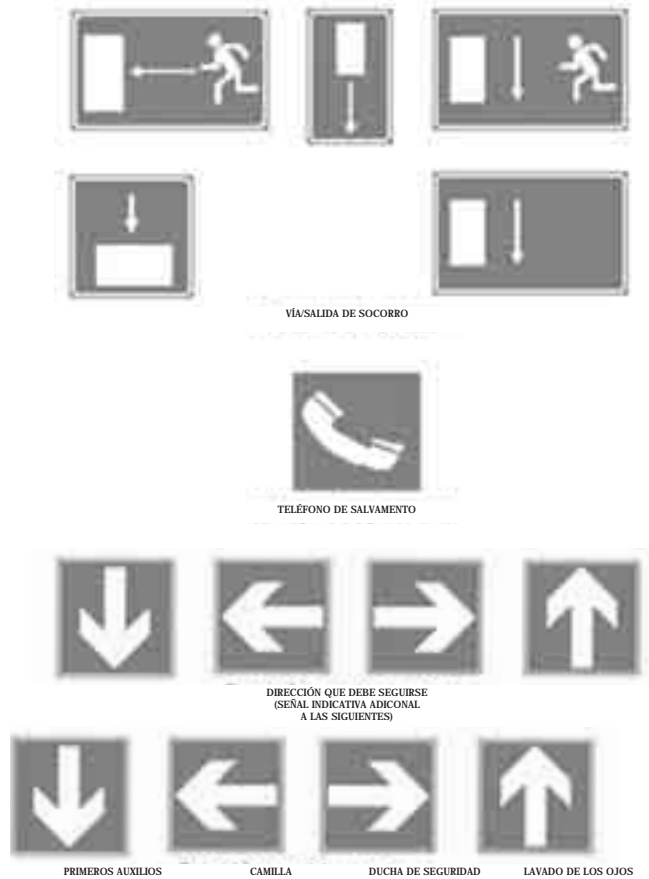 VÍA/SALIDA DE SOCORRO
TELÉFONO DE SALVAMENTO
DIRECCIÓN QUE DEBE SEGUIRSE
(SEÑAL INDICATIVA ADICONAL
A LAS SIGUIENTES)
PRIMEROS AUXILIOS CAMILLA DUCHA DE SEGURIDAD LAVADO DE LOS OJOS